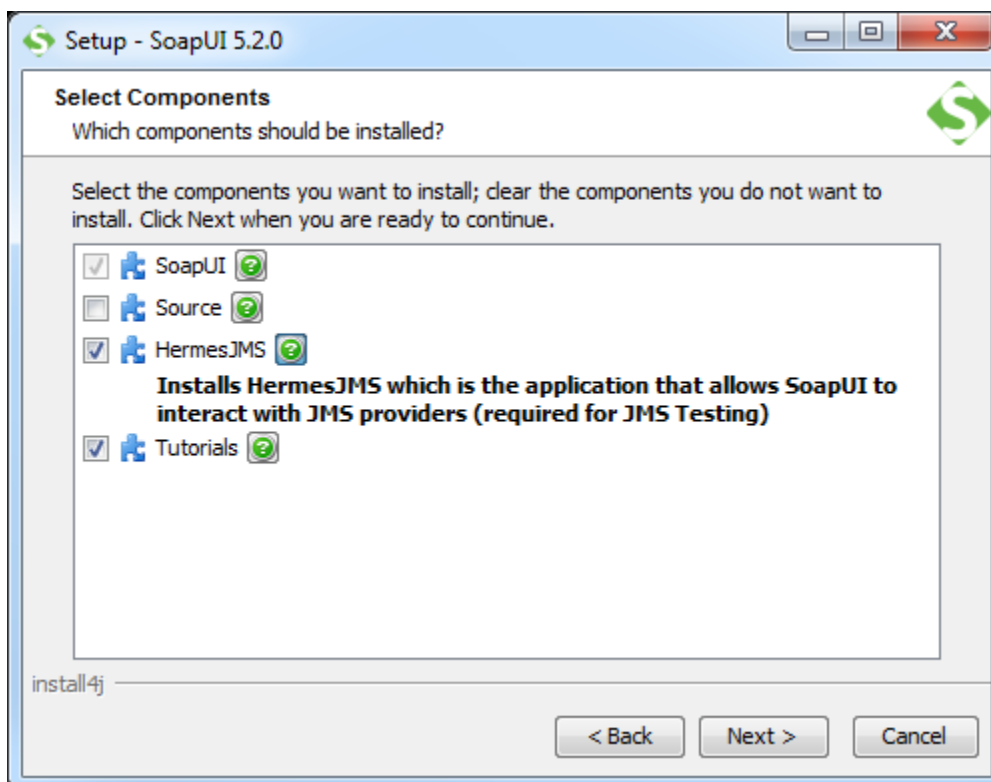 Setup - SoapUI 5.2.0
Select Components
Which components should be installed?
Select the components you want to install; clear the components you do not want to
install. Click Next when you are ready to continue.
SoapUI
Source
HermesJMS
Installs HermesJMS which is the application that allows SoapUI to
interact with JMS providers (required for JMS Testing)
Tutorials
install4j
< Back Next > Cancel